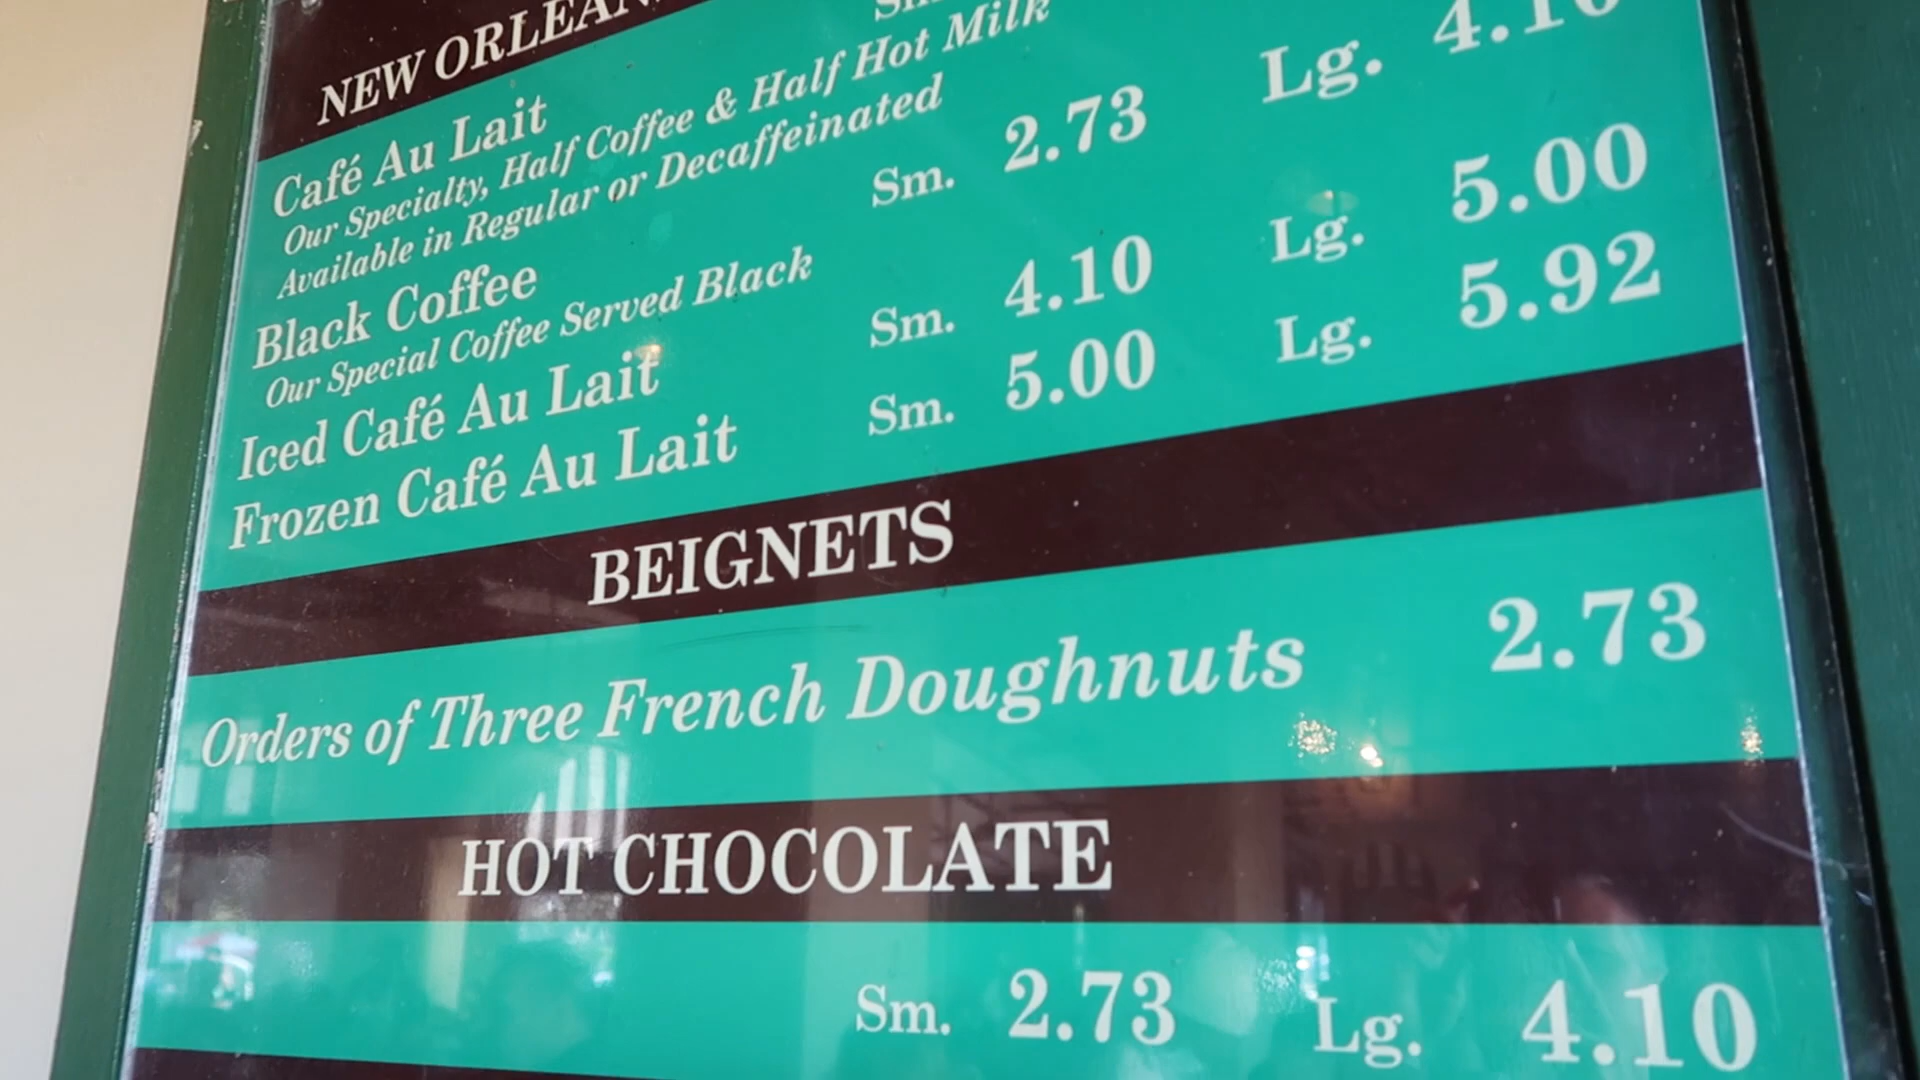 NEW ORLEAN
Café Au Lait Sm.
Our Specialty, Half Coffee & Half Hot Milk
Available in Regular or Decaffeinated
Black Coffee Sm. 2.73 Lg. 4.10
Our Special Coffee Served Black
Iced Café Au Lait Sm. 4.10 Lg. 5.00
Frozen Café Au Lait Sm. 5.00 Lg. 5.92
BEIGNETS
Orders of Three French Doughnuts 2.73
HOT CHOCOLATE
Sm. 2.73 Lg. 4.10